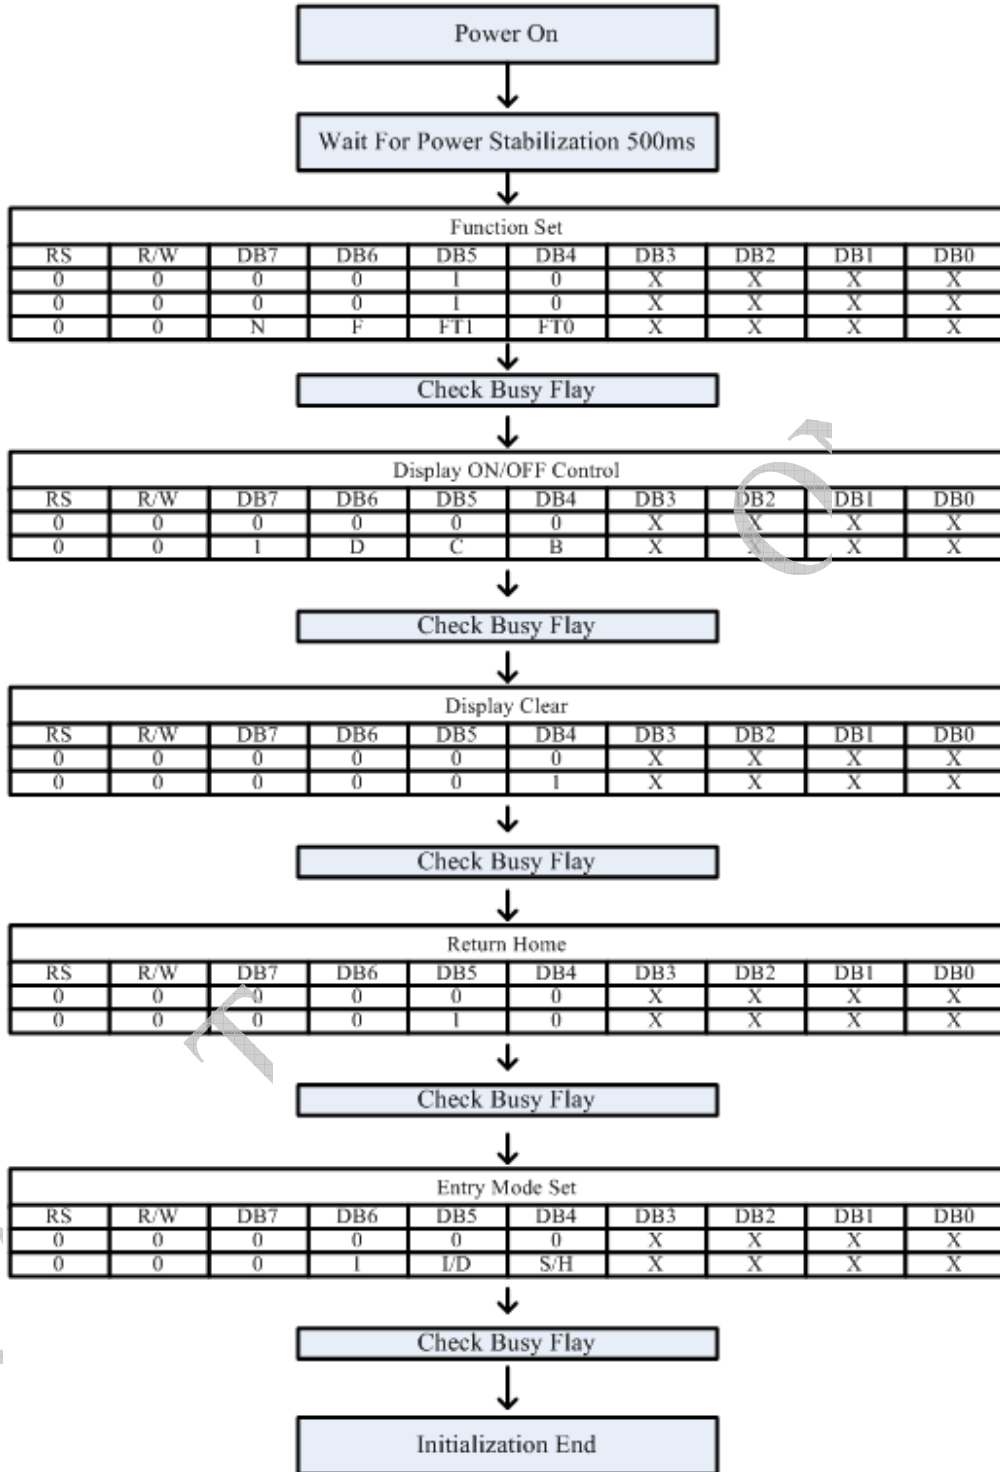 Power On
Wait For Power Stabilization 500ms
Function Set
RS R/W DB7 DB6 DB5 DB4 DB3 DB2 DB1 DB0
0 0 0 0 1 0 X X X X
0 0 0 0 1 0 X X X X
0 0 N F FT1 FT0 X X X X
Check Busy Flay
Display ON/OFF Control
RS R/W DB7 DB6 DB5 DB4 DB3 DB2 DB1 DB0
0 0 0 0 0 0 X X X X
0 0 1 D C B X X X X
Check Busy Flay
Display Clear
RS R/W DB7 DB6 DB5 DB4 DB3 DB2 DB1 DB0
0 0 0 0 0 0 X X X X
0 0 0 0 0 1 X X X X
Check Busy Flay
Return Home
RS R/W DB7 DB6 DB5 DB4 DB3 DB2 DB1 DB0
0 0 0 0 0 0 X X X X
0 0 0 0 1 0 X X X X
Check Busy Flay
Entry Mode Set
RS R/W DB7 DB6 DB5 DB4 DB3 DB2 DB1 DB0
0 0 0 0 0 0 X X X X
0 0 0 1 I/D S/H X X X X
Check Busy Flay
Initialization End